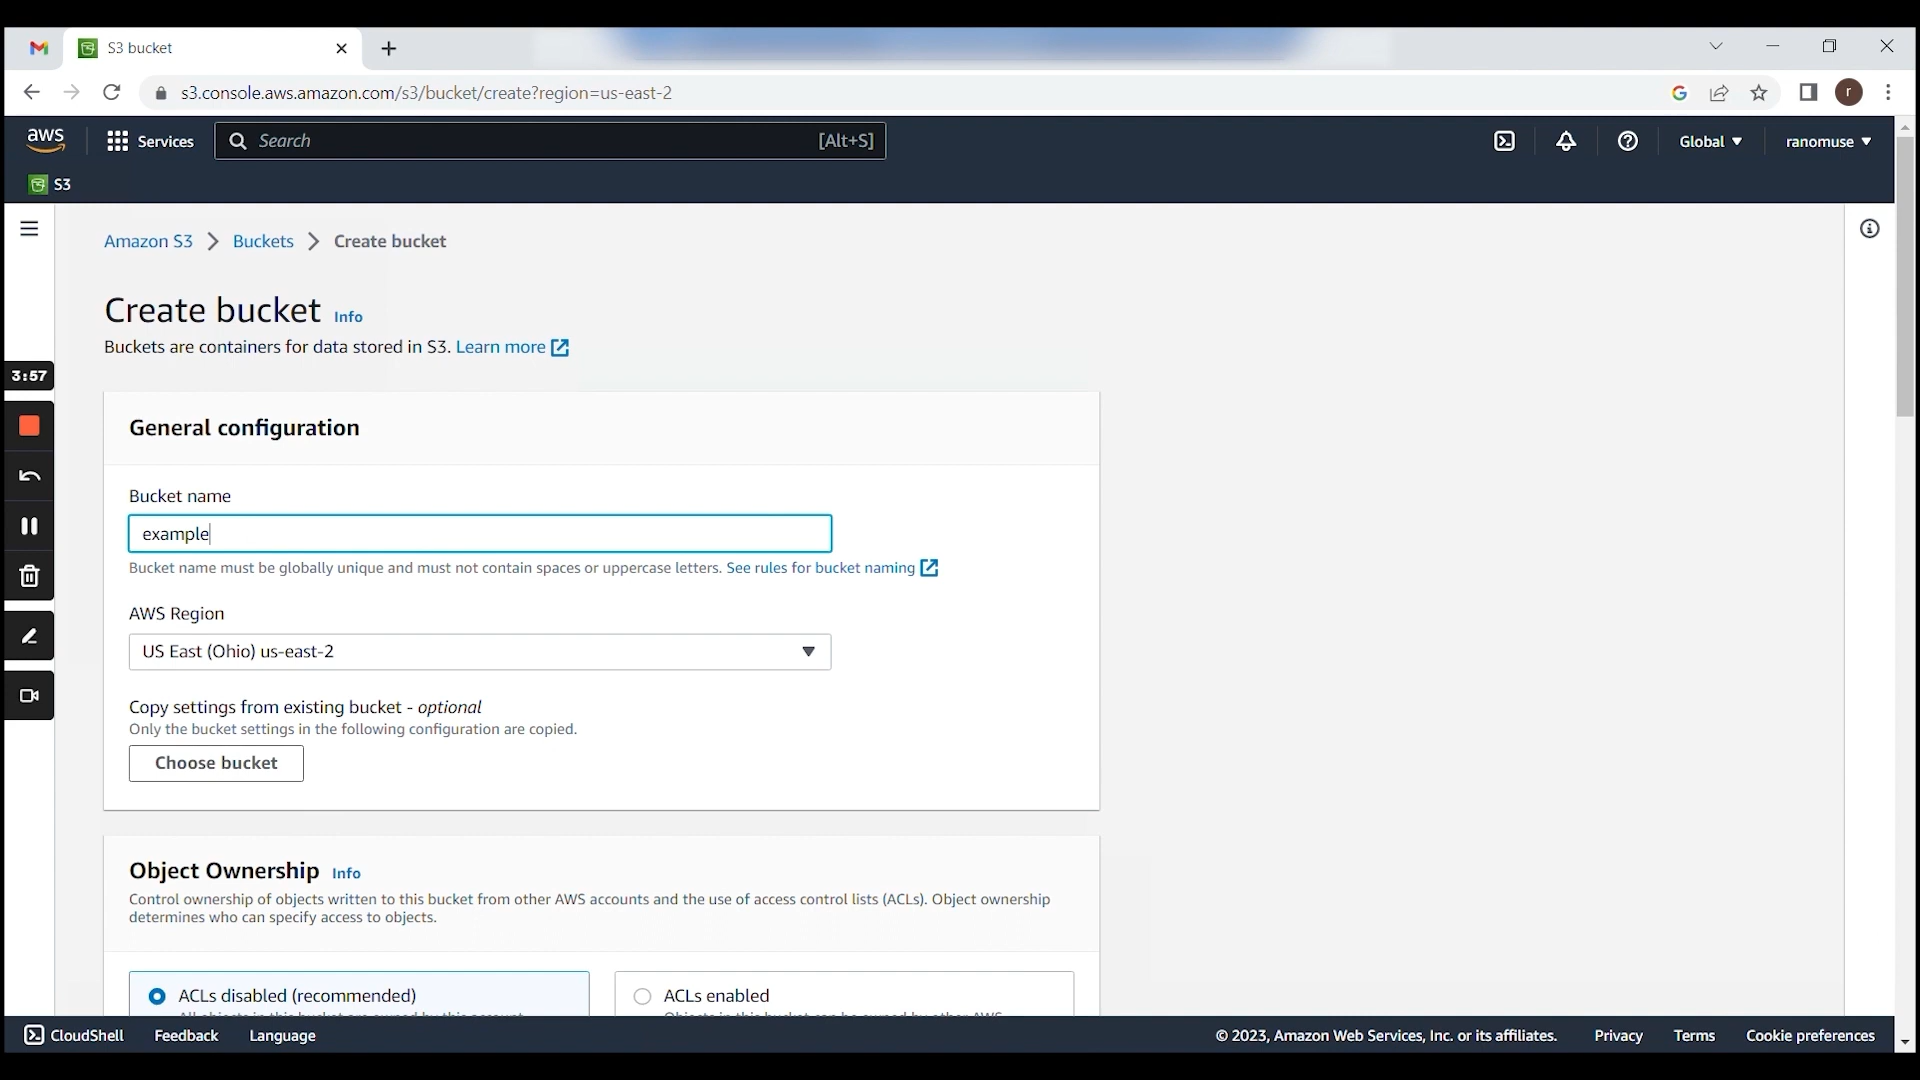 S3 bucket
s3.console.aws.amazon.com/s3/bucket/create?region=us-east-2
r
aws
Services
Search
[Alt+S]
Global
ranomuse
S3
Amazon S3 > Buckets > Create bucket
Create bucket Info
Buckets are containers for data stored in S3. Learn more
3:57
General configuration
Bucket name
example
Bucket name must be globally unique and must not contain spaces or uppercase letters. See rules for bucket naming
AWS Region
US East (Ohio) us-east-2
Copy settings from existing bucket - optional
Only the bucket settings in the following configuration are copied.
Choose bucket
Object Ownership Info
Control ownership of objects written to this bucket from other AWS accounts and the use of access control lists (ACLs). Object ownership
determines who can specify access to objects.
ACLs disabled (recommended)
All objects in this bucket are owned by this account.
ACLs enabled
Objects in this bucket can be owned by other AWS
CloudShell
Feedback
Language
© 2023, Amazon Web Services, Inc. or its affiliates.
Privacy
Terms
Cookie preferences